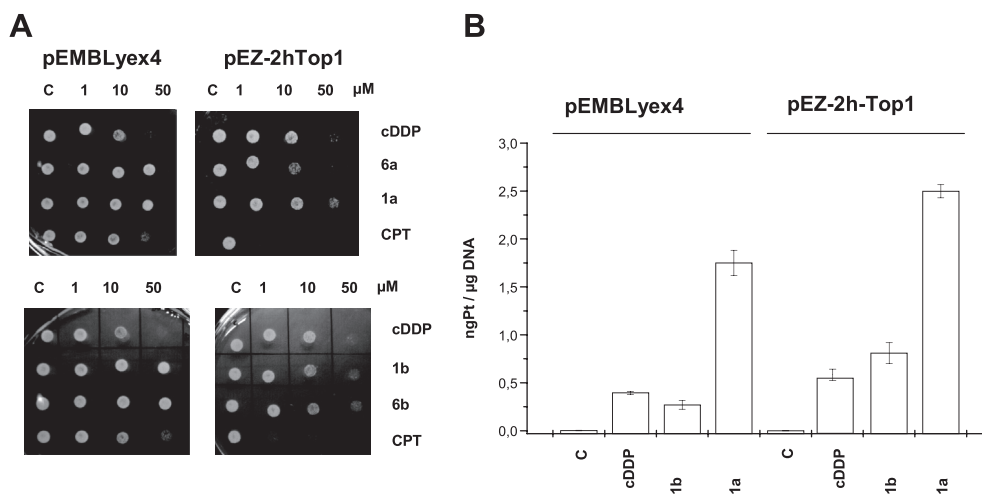 A
pEMBLyex4 pEZ-2hTop1
C 1 10 50 C 1 10 50 µM
cDDP
6a
1a
CPT
C 1 10 50 C 1 10 50 µM
cDDP
1b
6b
CPT
B
pEMBLyex4 pEZ-2h-Top1
ngPt / µg DNA
3,0
2,5
2,0
1,5
1,0
0,5
0,0
C cDDP 1b 1a C cDDP 1b 1a